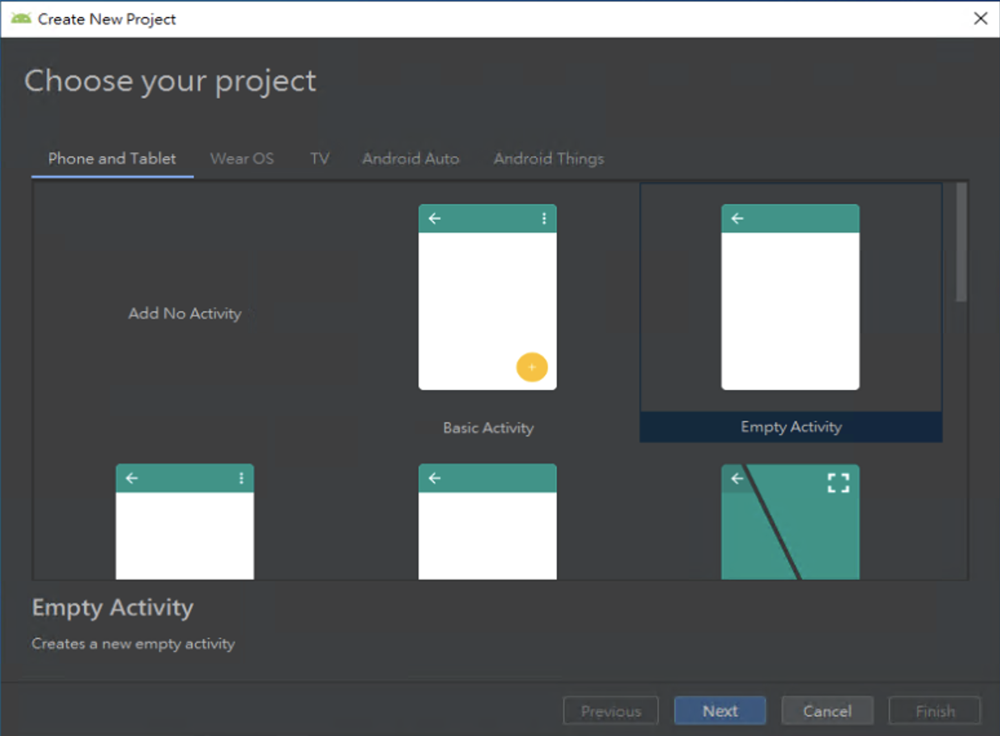 Create New Project
Choose your project
Phone and Tablet Wear OS TV Android Auto Android Things
Add No Activity
Basic Activity
Empty Activity
Empty Activity
Creates a new empty activity
Previous Next Cancel Finish